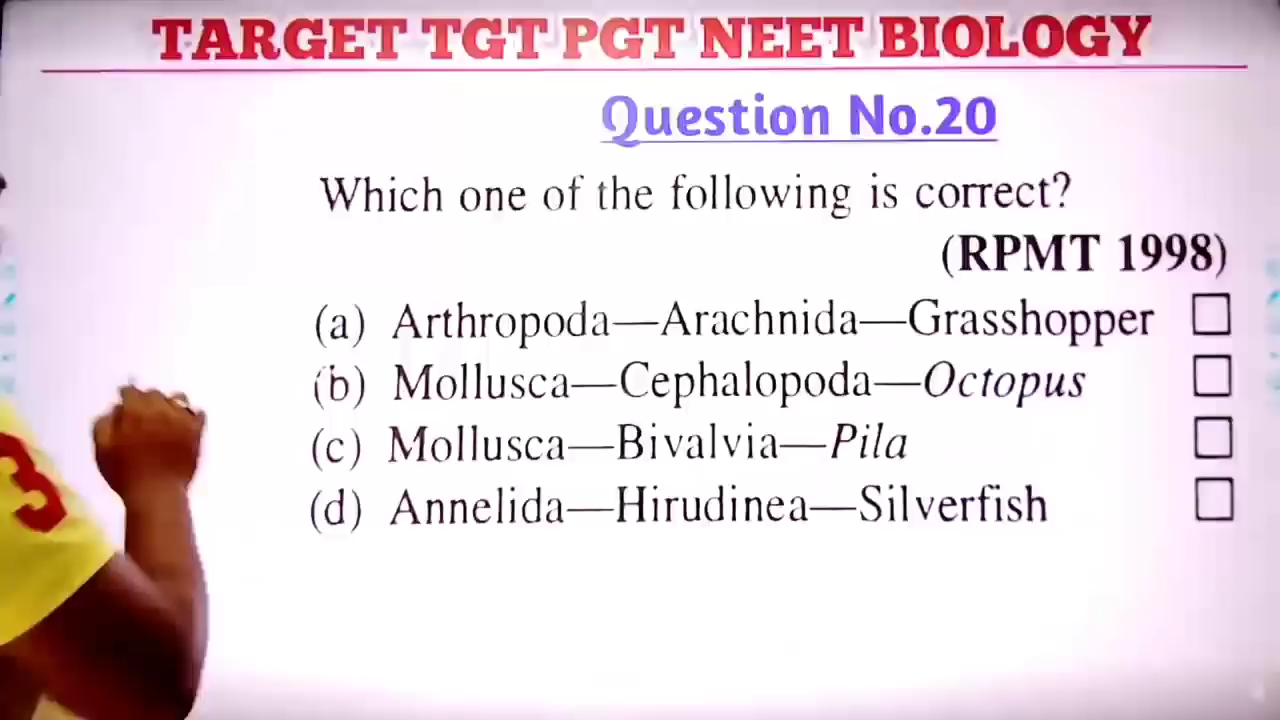 TARGET TGT PGT NEET BIOLOGY
Question No.20
Which one of the following is correct?
(RPMT 1998)
(a) Arthropoda—Arachnida—Grasshopper
(b) Mollusca—Cephalopoda—Octopus
(c) Mollusca—Bivalvia—Pila
(d) Annelida—Hirudinea—Silverfish
3